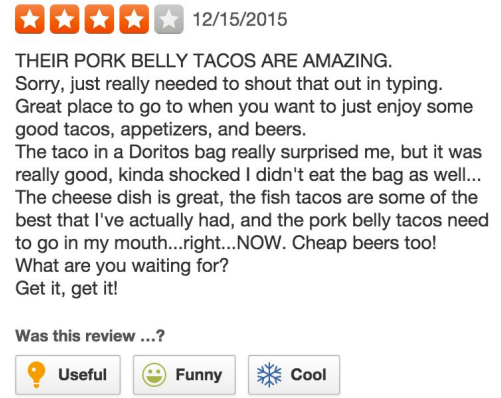 12/15/2015
THEIR PORK BELLY TACOS ARE AMAZING.
Sorry, just really needed to shout that out in typing.
Great place to go to when you want to just enjoy some
good tacos, appetizers, and beers.
The taco in a Doritos bag really surprised me, but it was
really good, kinda shocked I didn't eat the bag as well...
The cheese dish is great, the fish tacos are some of the
best that I've actually had, and the pork belly tacos need
to go in my mouth...right...NOW. Cheap beers too!
What are you waiting for?
Get it, get it!
Was this review ...?
Useful Funny Cool